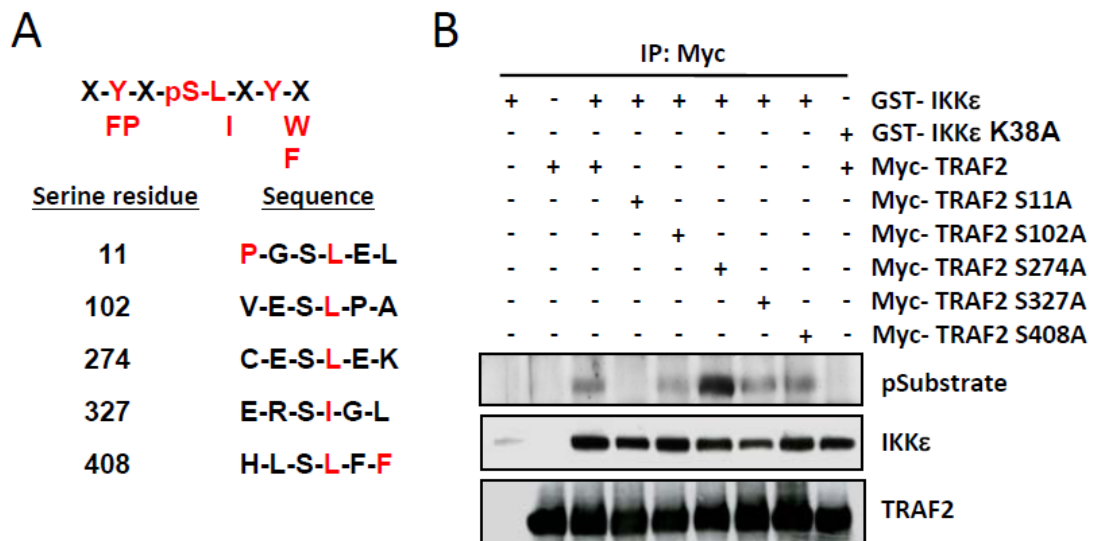 A
X-Y-X-pS-L-X-Y-X
FP I W
F
Serine residue Sequence
11 P-G-S-L-E-L
102 V-E-S-L-P-A
274 C-E-S-L-E-K
327 E-R-S-I-G-L
408 H-L-S-L-F-F
B
IP: Myc
+ - + + + + + + - GST- IKKε
- - - - - - - - + GST- IKKε K38A
- + + - - - - - + Myc- TRAF2
- - - + - - - - - Myc- TRAF2 S11A
- - - - + - - - - Myc- TRAF2 S102A
- - - - - + - - - Myc- TRAF2 S274A
- - - - - - + - - Myc- TRAF2 S327A
- - - - - - - + - Myc- TRAF2 S408A
pSubstrate
IKKε
TRAF2